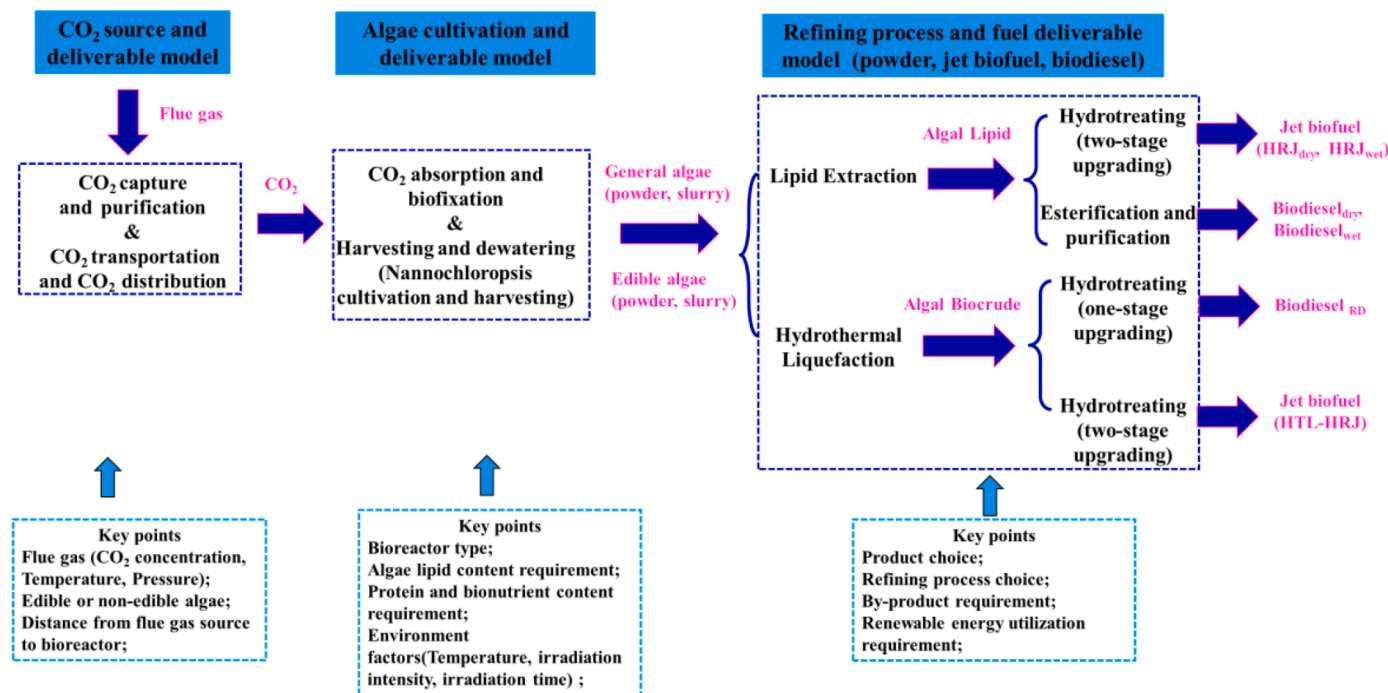 CO₂ source and
deliverable model
Algae cultivation and
deliverable model
Refining process and fuel deliverable
model (powder, jet biofuel, biodiesel)
Flue gas
CO₂ capture
and purification
&
CO₂ transportation
and CO₂ distribution
CO₂
CO₂ absorption and
biofixation
&
Harvesting and dewatering
(Nannochloropsis
cultivation and harvesting)
General algae
(powder, slurry)
Edible algae
(powder, slurry)
Lipid Extraction
Algal Lipid
Hydrotreating
(two-stage
upgrading)
Esterification and
purification
Jet biofuel
(HRJdry, HRJwet)
Biodieseldry,
Biodieselwet
Hydrothermal
Liquefaction
Algal Biocrude
Hydrotreating
(one-stage
upgrading)
Hydrotreating
(two-stage
upgrading)
Biodiesel RD
Jet biofuel
(HTL-HRJ)
Key points
Flue gas (CO₂ concentration,
Temperature, Pressure);
Edible or non-edible algae;
Distance from flue gas source
to bioreactor;
Key points
Bioreactor type;
Algae lipid content requirement;
Protein and bionutrient content
requirement;
Environment
factors(Temperature, irradiation
intensity, irradiation time) ;
Key points
Product choice;
Refining process choice;
By-product requirement;
Renewable energy utilization
requirement;